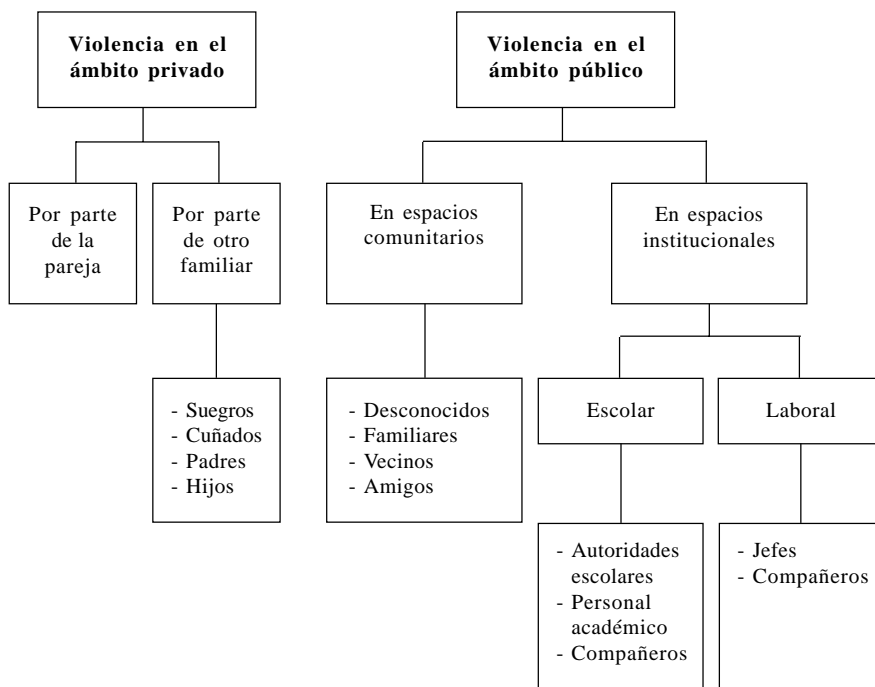 Violencia en el
ámbito privado
Violencia en el
ámbito público
Por parte
de la
pareja
Por parte
de otro
familiar
En espacios
comunitarios
En espacios
institucionales
- Suegros
- Cuñados
- Padres
- Hijos
- Desconocidos
- Familiares
- Vecinos
- Amigos
Escolar
Laboral
- Autoridades
escolares
- Personal
académico
- Compañeros
- Jefes
- Compañeros